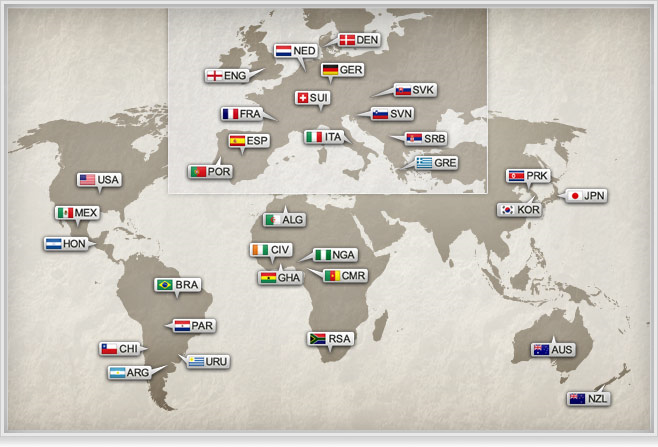 DEN
NED
GER
ENG
SVK
SUI
FRA
SVN
ITA
SRB
ESP
GRE
POR
USA
PRK
JPN
MEX
KOR
ALG
HON
CIV
NGA
GHA
CMR
BRA
PAR
RSA
CHI
AUS
URU
ARG
NZL